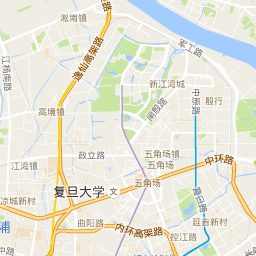 淞南镇
军工路
江杨南路
逸仙高架路
新江湾城
中原路
殷行
闸殷路
高境镇
江湾镇
政立路
五角场镇
五角场
中环路
复旦大学
文
凉城新村
曲阳路
内环高架路
延吉新村
控江路